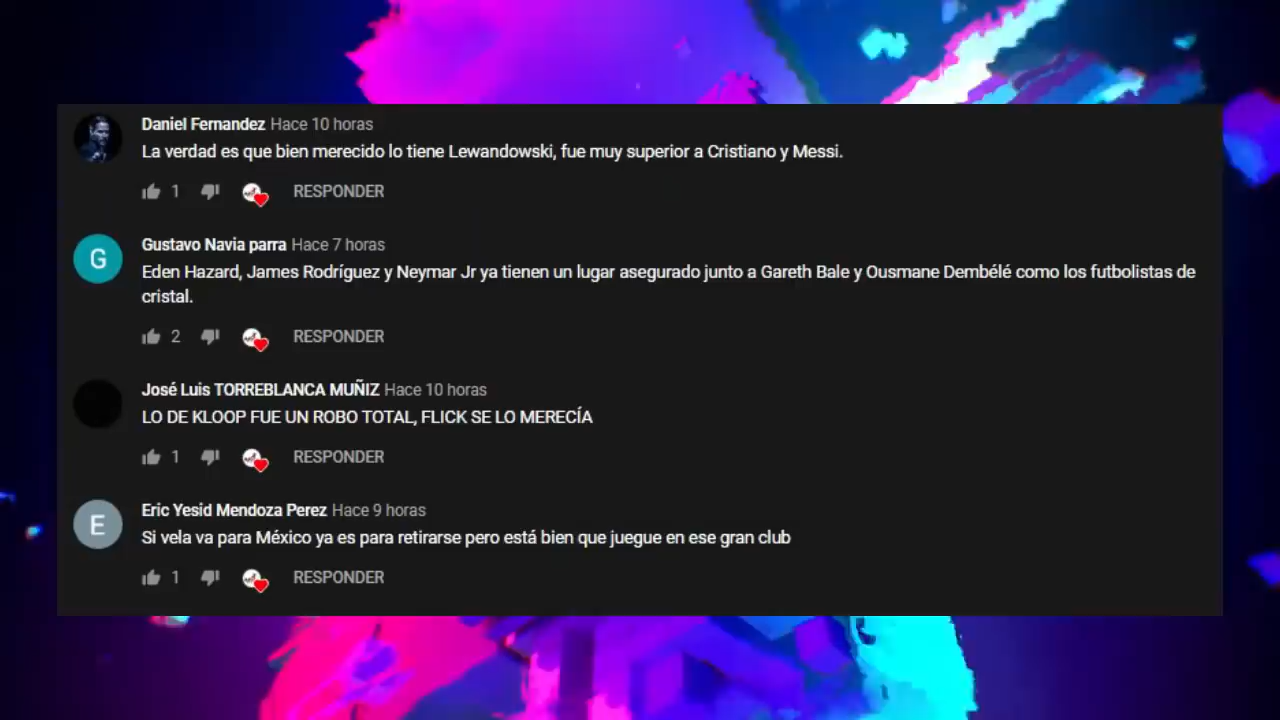 Daniel Fernandez Hace 10 horas
La verdad es que bien merecido lo tiene Lewandowski, fue muy superior a Cristiano y Messi.
1 RESPONDER
G
Gustavo Navia parra Hace 7 horas
Eden Hazard, James Rodríguez y Neymar Jr ya tienen un lugar asegurado junto a Gareth Bale y Ousmane Dembélé como los futbolistas de
cristal.
2 RESPONDER
José Luis TORREBLANCA MUÑIZ Hace 10 horas
LO DE KLOOP FUE UN ROBO TOTAL, FLICK SE LO MERECÍA
1 RESPONDER
E
Eric Yesid Mendoza Perez Hace 9 horas
Si vela va para México ya es para retirarse pero está bien que juegue en ese gran club
1 RESPONDER